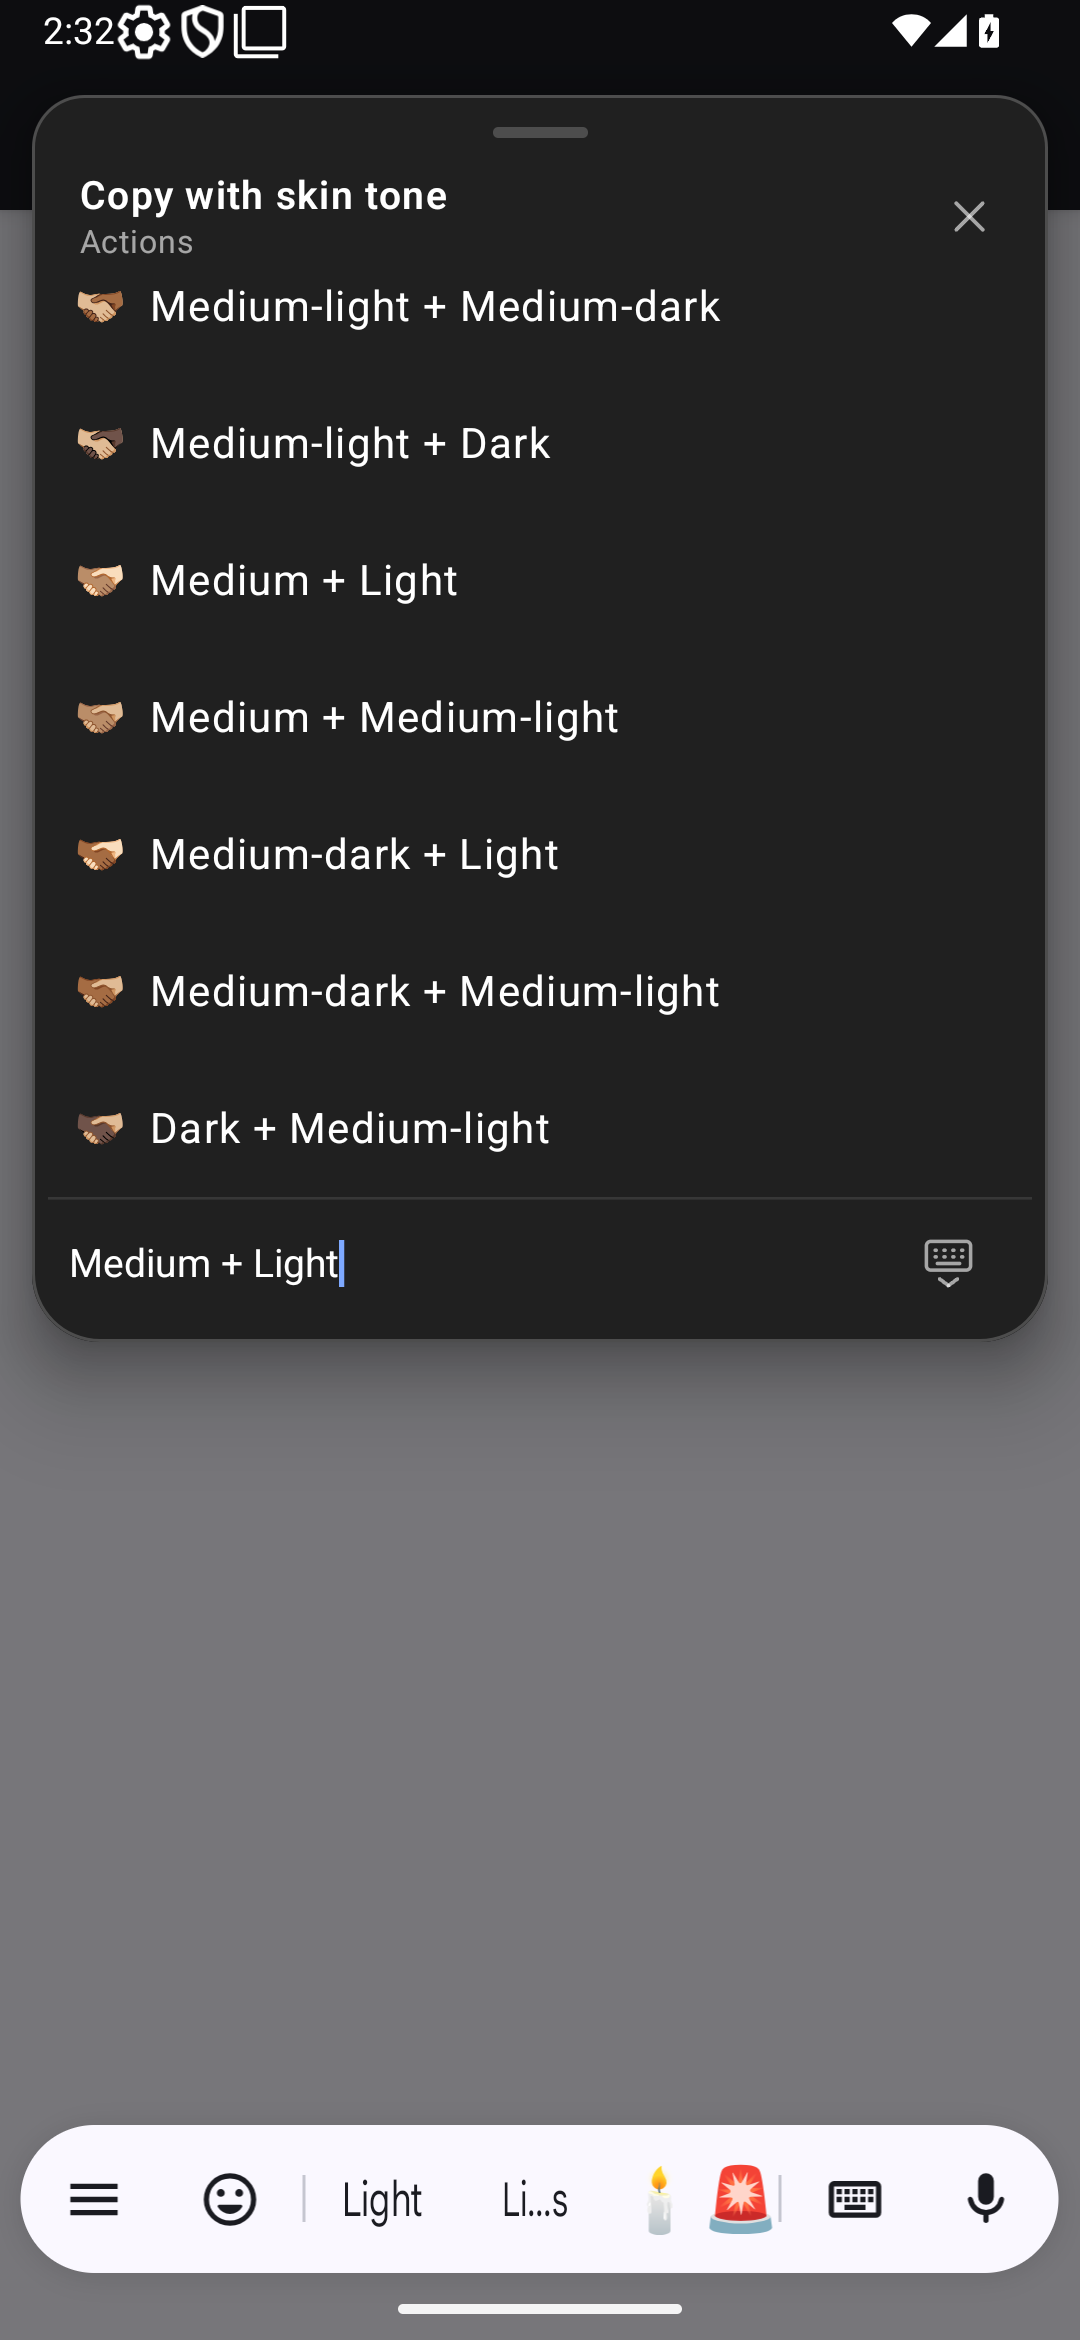 2:32
Copy with skin tone
Actions
Medium-light + Medium-dark
Medium-light + Dark
Medium + Light
Medium + Medium-light
Medium-dark + Light
Medium-dark + Medium-light
Dark + Medium-light
Medium + Light
Light Li...s